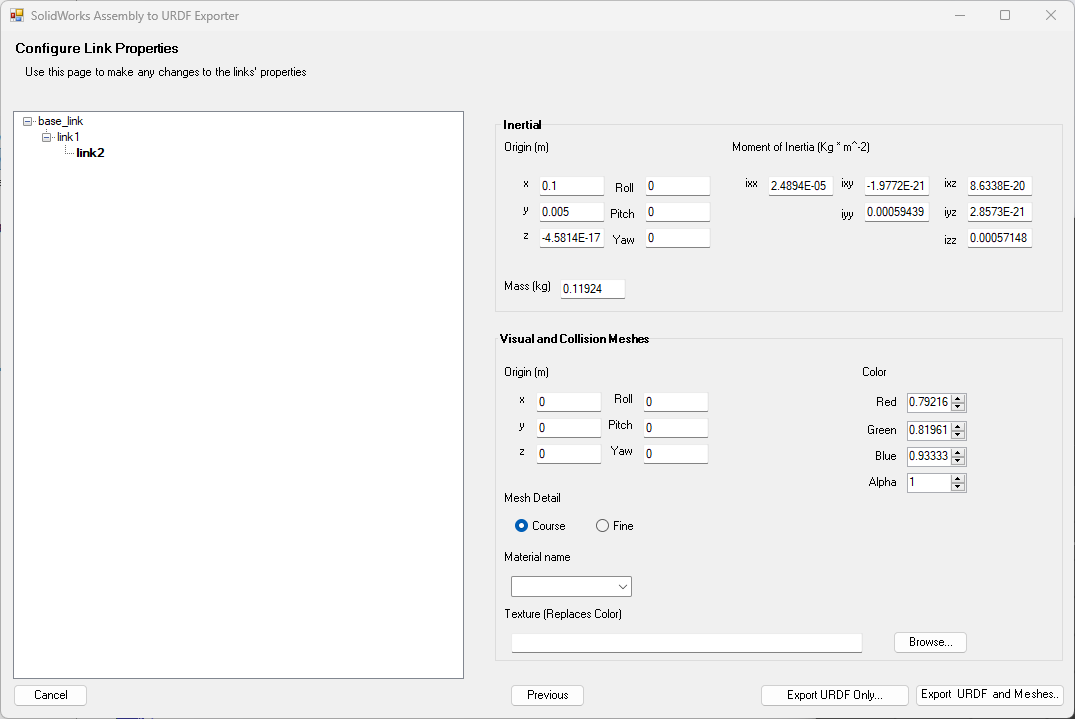 SolidWorks Assembly to URDF Exporter
Configure Link Properties
Use this page to make any changes to the links' properties
base_link
link1
link2
Inertial
Origin (m)
Moment of Inertia (Kg * m^-2)
x 0.1 Roll 0
ixx 2.4894E-05 ixy -1.9772E-21 ixz 8.6338E-20
y 0.005 Pitch 0
iyy 0.00059439 iyz 2.8573E-21
z -4.5814E-17 Yaw 0
izz 0.00057148
Mass (kg) 0.11924
Visual and Collision Meshes
Origin (m)
Color
x 0 Roll 0
Red 0.79216
y 0 Pitch 0
Green 0.81961
z 0 Yaw 0
Blue 0.93333
Alpha 1
Mesh Detail
Course Fine
Material name
Texture (Replaces Color)
Browse...
Cancel Previous Export URDF Only... Export URDF and Meshes..